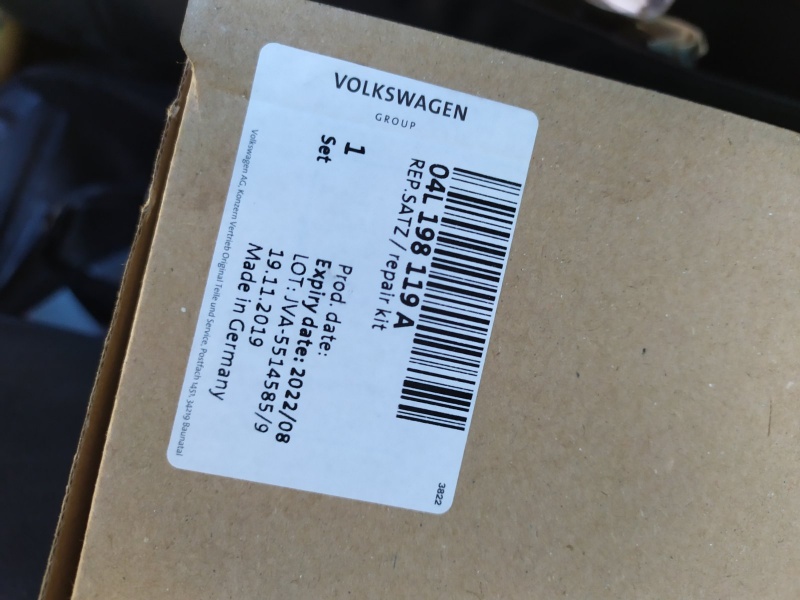 VOLKSWAGEN
GROUP
04L 198 119 A
REP.SATZ / repair kit
1
Set
Prod. date:
Expiry date: 2022/08
LOT: JVA-5514585/9
19.11.2019
Made in Germany
Volkswagen AG, Konzern Vertrieb Original Teile und Service, Postfach 1451, 34219 Baunatal
3822